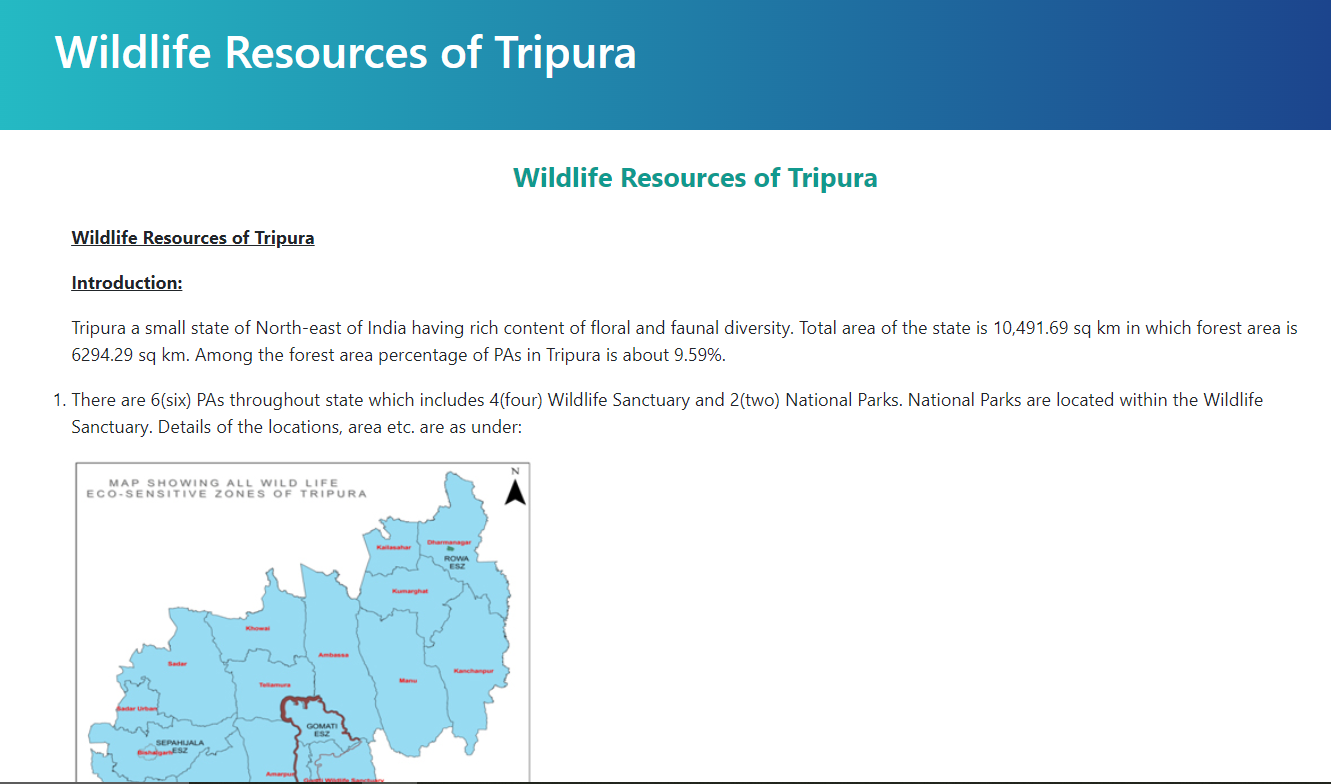 Wildlife Resources of Tripura
Wildlife Resources of Tripura
Wildlife Resources of Tripura
Introduction:
Tripura a small state of North-east of India having rich content of floral and faunal diversity. Total area of the state is 10,491.69 sq km in which forest area is
6294.29 sq km. Among the forest area percentage of PAs in Tripura is about 9.59%.
1. There are 6(six) PAs throughout state which includes 4(four) Wildlife Sanctuary and 2(two) National Parks. National Parks are located within the Wildlife
Sanctuary. Details of the locations, area etc. are as under:
MAP SHOWING ALL WILD LIFE
ECO-SENSITIVE ZONES OF TRIPURA
N
Kailasahar
Dharmanagar
ROWA
ESZ
Kumarghat
Khowai
Ambassa
Sadar
Kanchanpur
Teliamura
Manu
Sadar Urban
GOMATI
ESZ
SEPAHIJALA
Bishalgarh ESZ
Amarpur
Gomti Wildlife Sanctuary